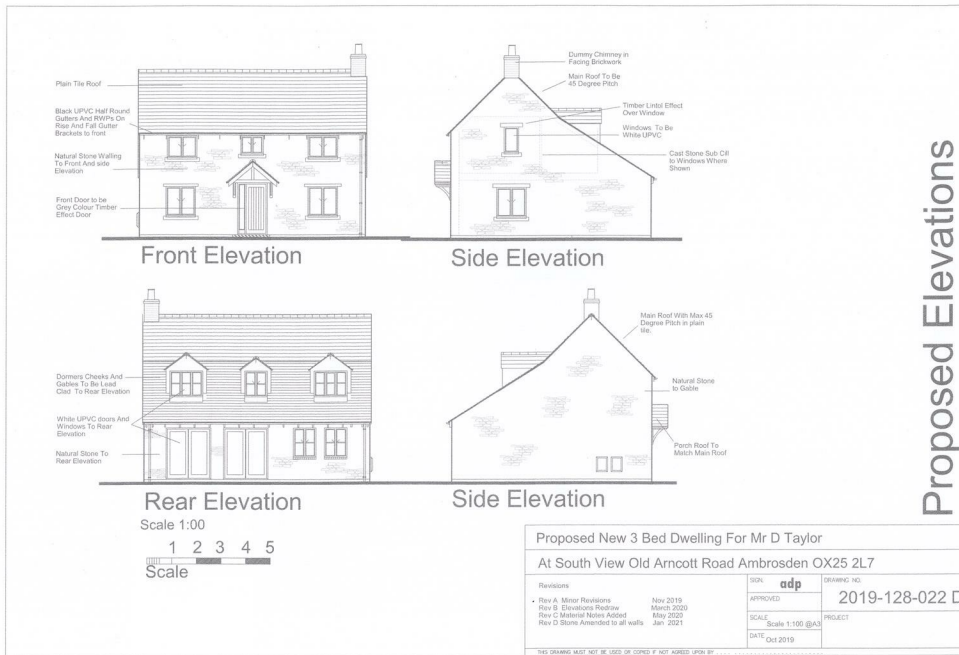 Plain Tile Roof
Black UPVC Half Round
Gutters And RWPs On
Rise And Fall Gutter
Brackets to front
Natural Stone Walling
To Front And side
Elevation
Front Door to be
Grey Colour Timber
Effect Door
Front Elevation
Dummy Chimney in
Facing Brickwork
Main Roof To Be
45 Degree Pitch
Timber Lintol Effect
Over Window
Windows To Be
White UPVC
Cast Stone Sub Cill
to Windows Where
Shown
Side Elevation
Dormers Cheeks And
Gables To Be Lead
Clad To Rear Elevation
White UPVC doors And
Windows To Rear
Elevation
Natural Stone To
Rear Elevation
Rear Elevation
Scale 1:00
1 2 3 4 5
Scale
Main Roof With Max 45
Degree Pitch in plain
tile.
Natural Stone
to Gable
Porch Roof To
Match Main Roof
Side Elevation
Proposed Elevations
Proposed New 3 Bed Dwelling For Mr D Taylor
At South View Old Arncott Road Ambrosden OX25 2L7
Revisions
Rev A Minor Revisions Nov 2019
Rev B Elevations Redraw March 2020
Rev C Material Notes Added May 2020
Rev D Stone Amended to all walls Jan 2021
SIGN. adp
APPROVED
SCALE Scale 1:100 @A3
DATE Oct 2019
DRAWING NO.
2019-128-022 D
PROJECT
THIS DRAWING MUST NOT BE USED OR COPIED IF NOT AGREED UPON BY